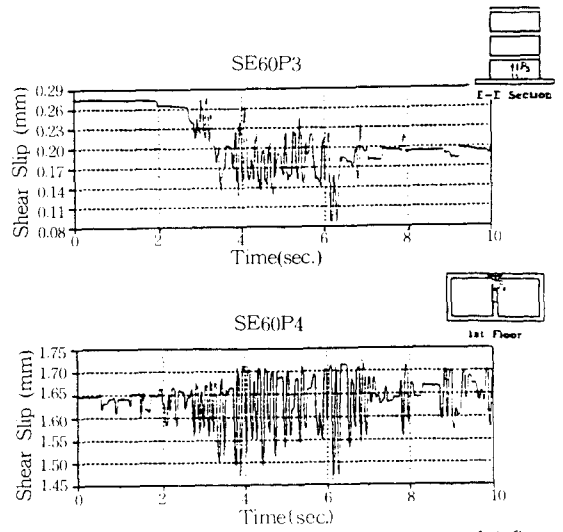 SE60P3
P3
I-I Section
Shear Slip (mm)
0.29
0.26
0.23
0.20
0.17
0.14
0.11
0.08
0 2 4 6 8 10
Time(sec.)
SE60P4
1st Floor
Shear Slip (mm)
1.75
1.70
1.65
1.60
1.55
1.50
1.45
0 2 4 6 8 10
Time(sec.)